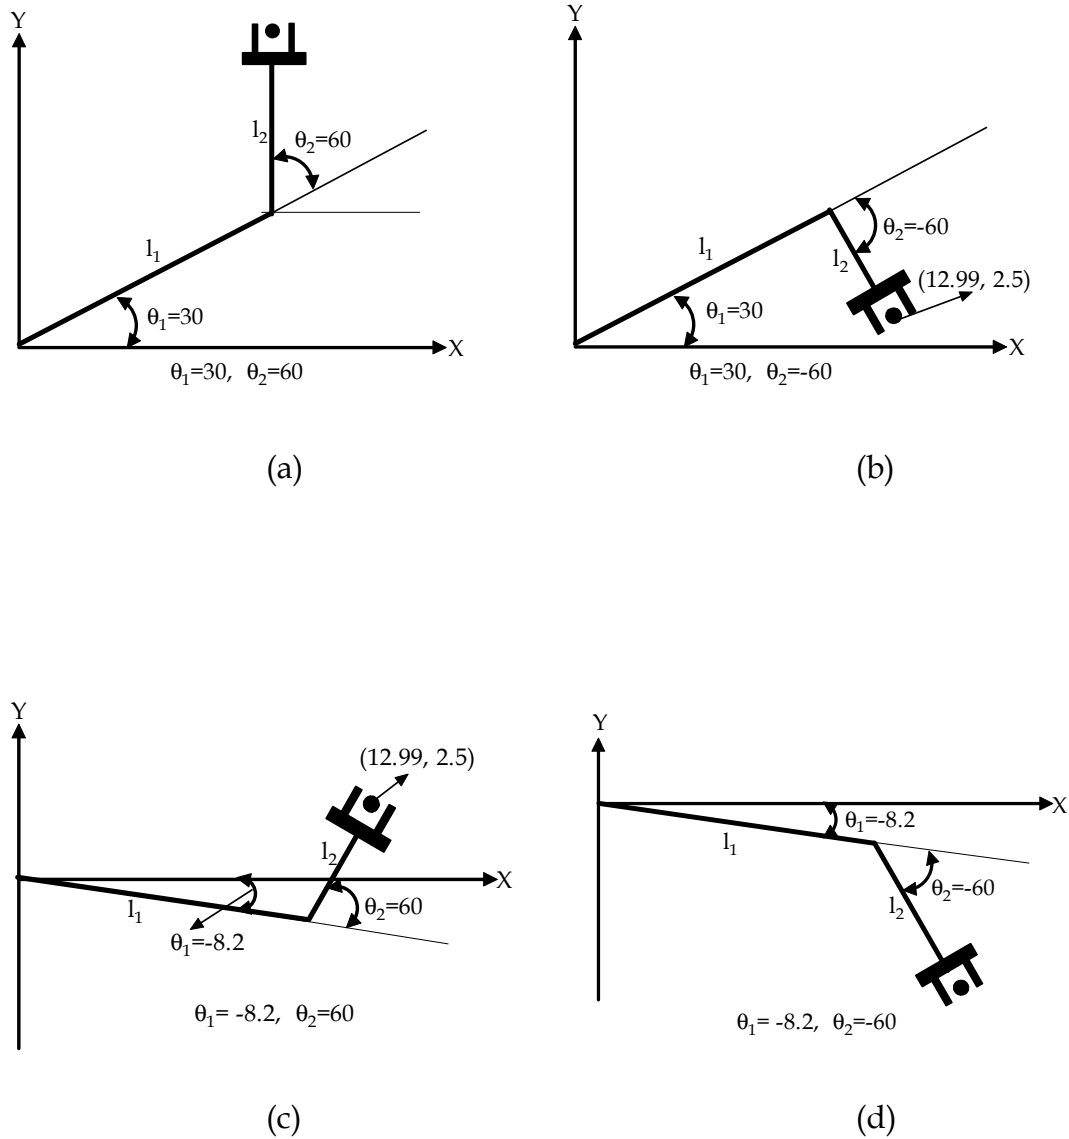 Y
l2
θ2=60
l1
θ1=30
X
θ1=30, θ2=60
(a)
Y
l1
θ2=-60
l2
(12.99, 2.5)
θ1=30
X
θ1=30, θ2=-60
(b)
Y
(12.99, 2.5)
l2
X
l1
θ2=60
θ1=-8.2
θ1= -8.2, θ2=60
(c)
Y
X
θ1=-8.2
l1
θ2=-60
l2
θ1= -8.2, θ2=-60
(d)